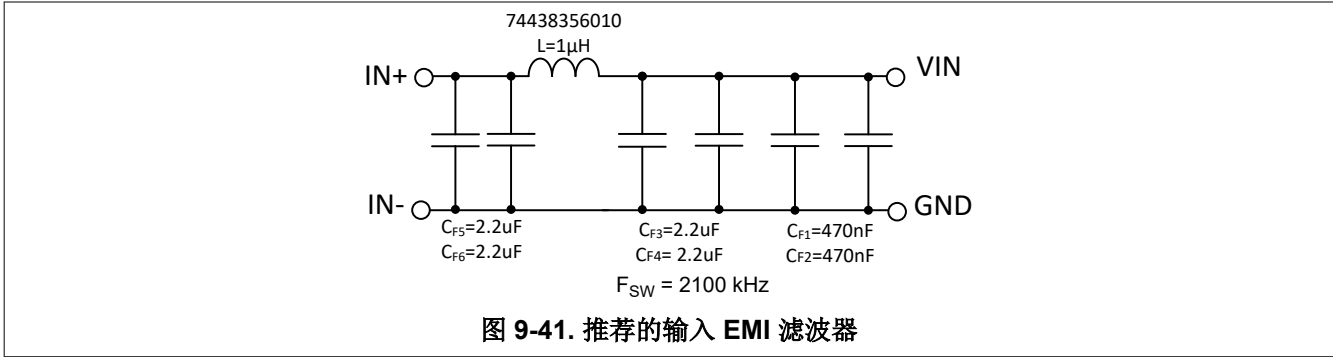 74438356010
L=1µH
IN+
VIN
IN-
GND
CF5=2.2uF
CF6=2.2uF
CF3=2.2uF
CF4= 2.2uF
CF1=470nF
CF2=470nF
FSW = 2100 kHz
图 9-41. 推荐的输入 EMI 滤波器